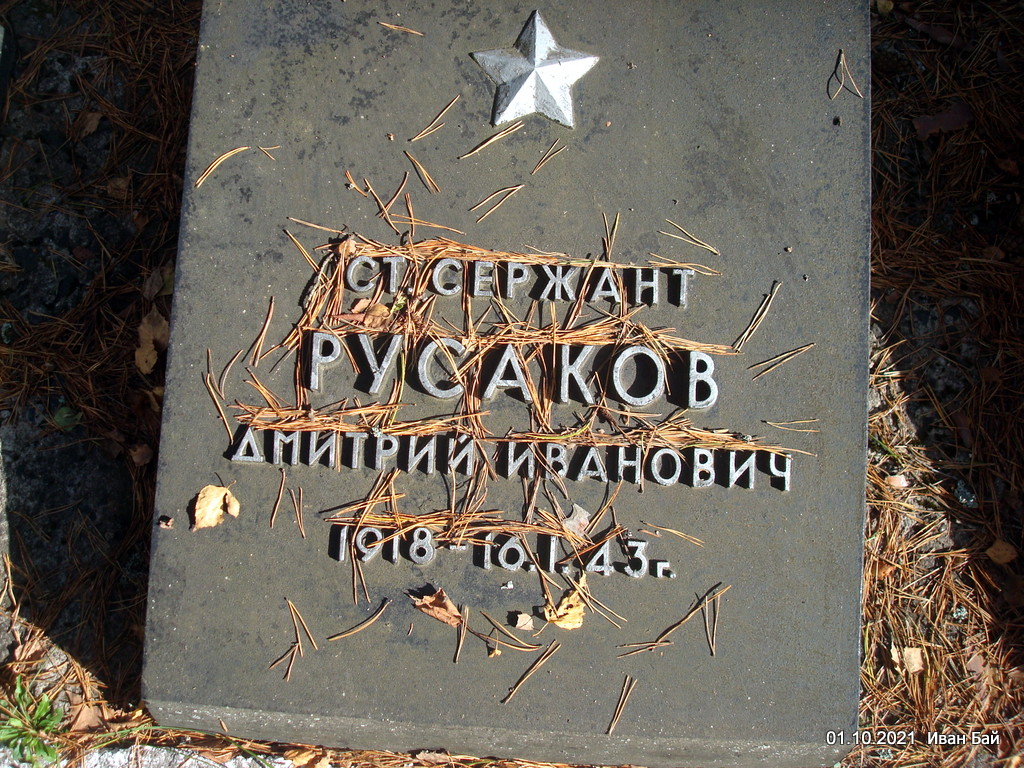 СТ. СЕРЖАНТ
РУСАКОВ
ДМИТРИЙ ИВАНОВИЧ
1918 - 16.1.43г.
01.10.2021 Иван Бай